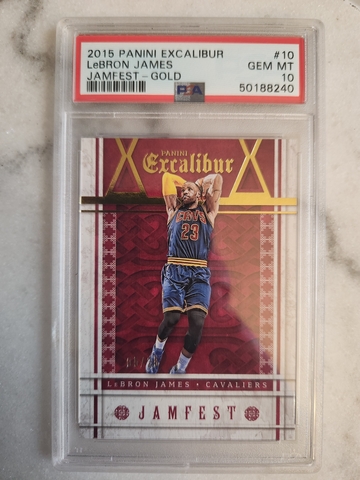 2015 PANINI EXCALIBUR #10
LeBRON JAMES GEM MT
JAMFEST - GOLD 10
PSA 50188240
PANINI
Excalibur
CAVS
23
LeBRON JAMES • CAVALIERS
JAMFEST